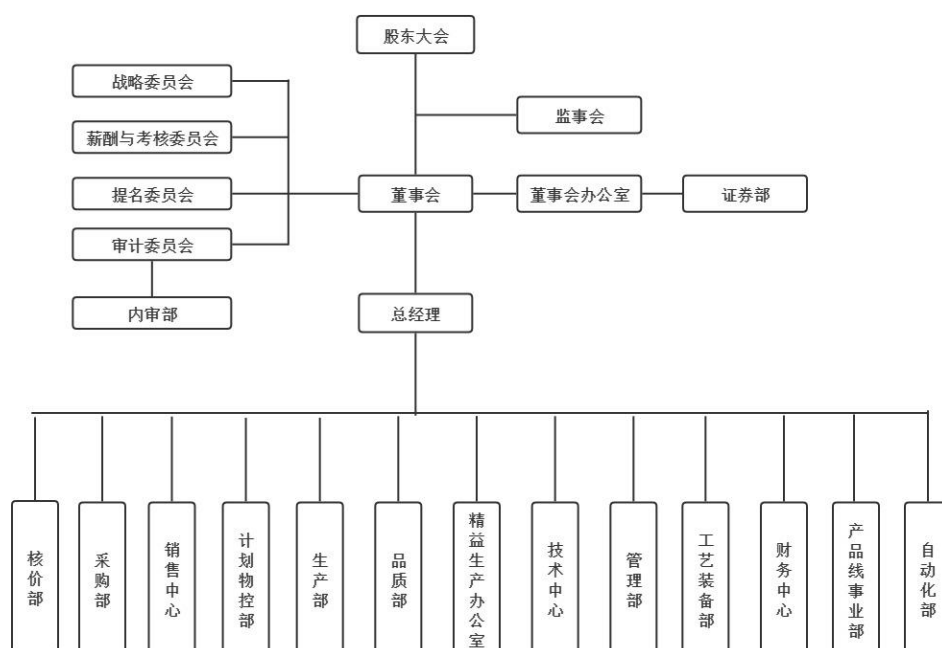 股东大会
战略委员会
监事会
薪酬与考核委员会
提名委员会
董事会
董事会办公室
证券部
审计委员会
内审部
总经理
核价部
采购部
销售中心
计划物控部
生产部
品质部
精益生产办公室
技术中心
管理部
工艺装备部
财务中心
产品线事业部
自动化部